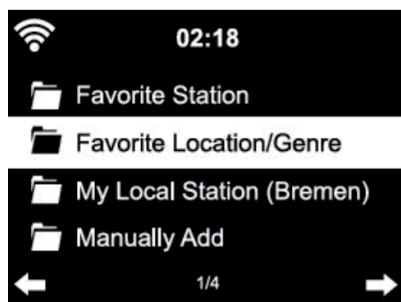 02:18
Favorite Station
Favorite Location/Genre
My Local Station (Bremen)
Manually Add
1/4